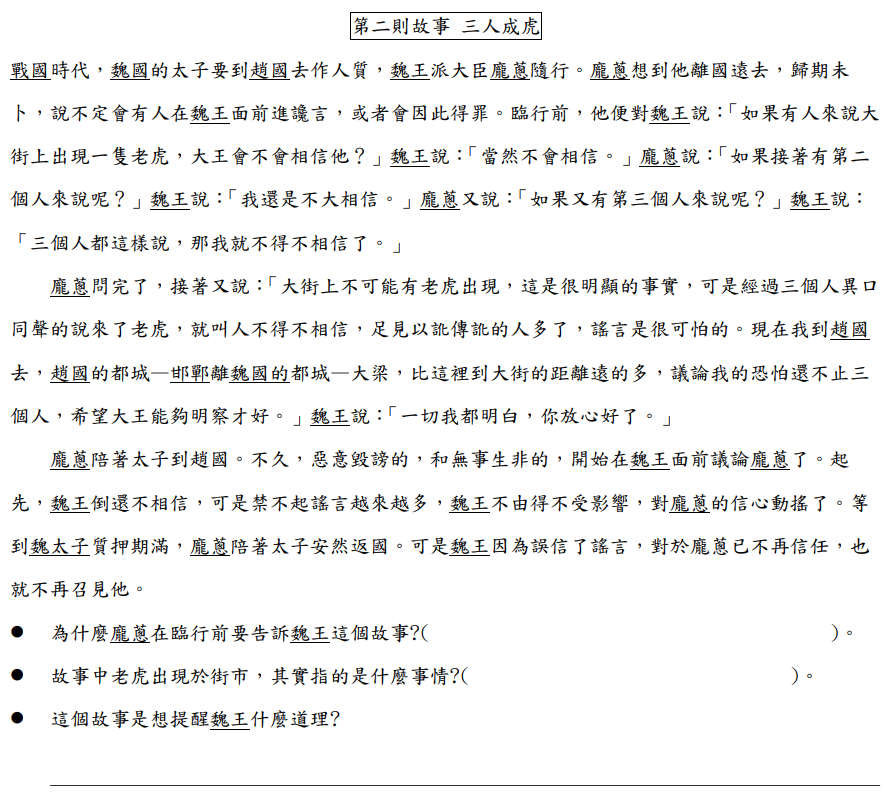 第二則故事 三人成虎
戰國時代，魏國的太子要到趙國去作人質，魏王派大臣龐蔥隨行。龐蔥想到他離國遠去，歸期未
卜，說不定會有人在魏王面前進讒言，或者會因此得罪。臨行前，他便對魏王說：「如果有人來說大
街上出現一隻老虎，大王會不會相信他？」魏王說：「當然不會相信。」龐蔥說：「如果接著有第二
個人來說呢？」魏王說：「我還是不大相信。」龐蔥又說：「如果又有第三個人來說呢？」魏王說：
「三個人都這樣說，那我就不得不相信了。」
龐蔥問完了，接著又說：「大街上不可能有老虎出現，這是很明顯的事實，可是經過三個人異口
同聲的說來了老虎，就叫人不得不相信，足見以訛傳訛的人多了，謠言是很可怕的。現在我到趙國
去，趙國的都城─邯鄲離魏國的都城─大梁，比這裡到大街的距離遠的多，議論我的恐怕還不止三
個人，希望大王能夠明察才好。」魏王說：「一切我都明白，你放心好了。」
龐蔥陪著太子到趙國。不久，惡意毀謗的，和無事生非的，開始在魏王面前議論龐蔥了。起
先，魏王倒還不相信，可是禁不起謠言越來越多，魏王不由得不受影響，對龐蔥的信心動搖了。等
到魏太子質押期滿，龐蔥陪著太子安然返國。可是魏王因為誤信了謠言，對於龐蔥已不再信任，也
就不再召見他。
● 為什麼龐蔥在臨行前要告訴魏王這個故事?( )。
● 故事中老虎出現於街市，其實指的是什麼事情?( )。
● 這個故事是想提醒魏王什麼道理?